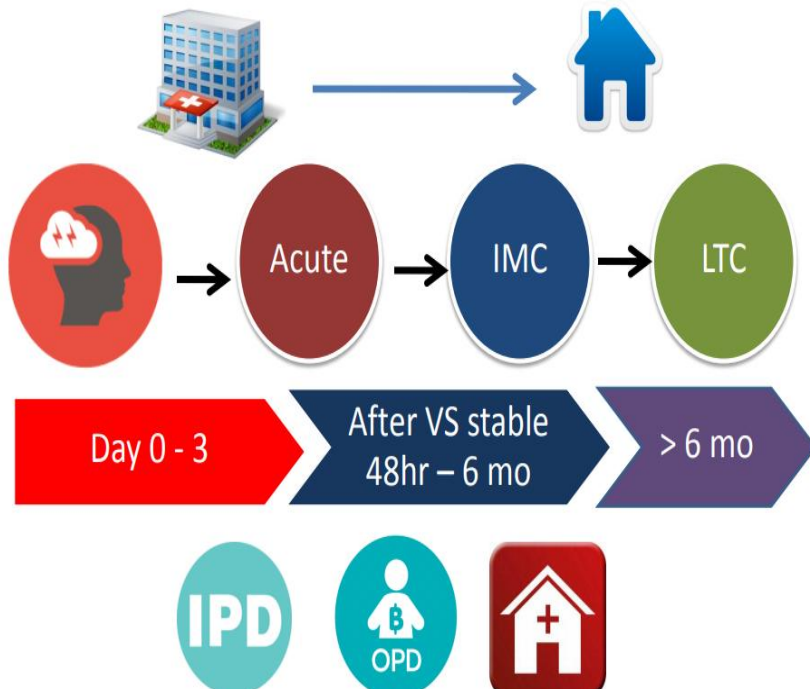 Acute
IMC
LTC
Day 0 - 3
After VS stable
48hr – 6 mo
> 6 mo
IPD
฿
OPD